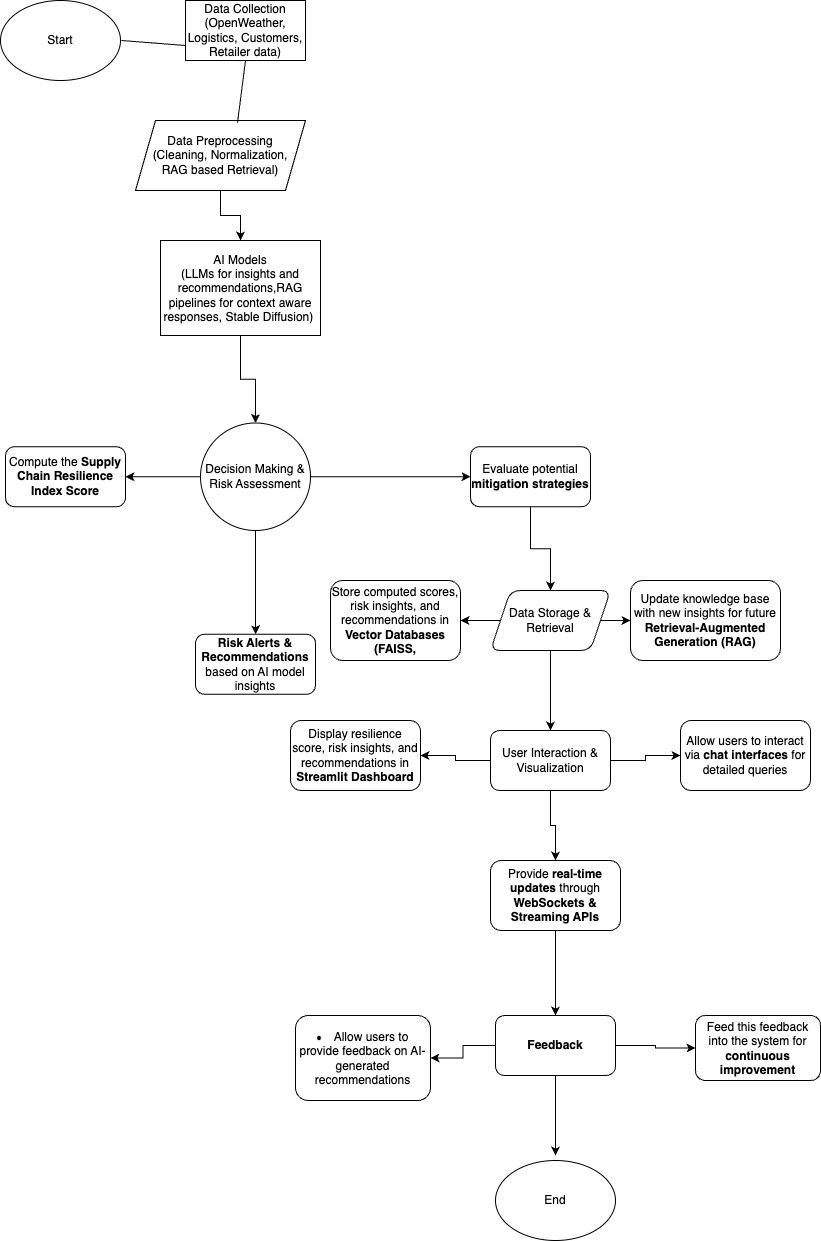 Start
Data Collection
(OpenWeather,
Logistics, Customers,
Retailer data)
Data Preprocessing
(Cleaning, Normalization,
RAG based Retrieval)
AI Models
(LLMs for insights and
recommendations,RAG
pipelines for context aware
responses, Stable Diffusion)
Decision Making &
Risk Assessment
Compute the Supply
Chain Resilience
Index Score
Evaluate potential
mitigation strategies
Risk Alerts &
Recommendations
based on AI model
insights
Store computed scores,
risk insights, and
recommendations in
Vector Databases
(FAISS,
Data Storage &
Retrieval
Update knowledge base
with new insights for future
Retrieval-Augmented
Generation (RAG)
Display resilience
score, risk insights, and
recommendations in
Streamlit Dashboard
User Interaction &
Visualization
Allow users to interact
via chat interfaces for
detailed queries
Provide real-time
updates through
WebSockets &
Streaming APIs
• Allow users to
provide feedback on AI-
generated
recommendations
Feedback
Feed this feedback
into the system for
continuous
improvement
End